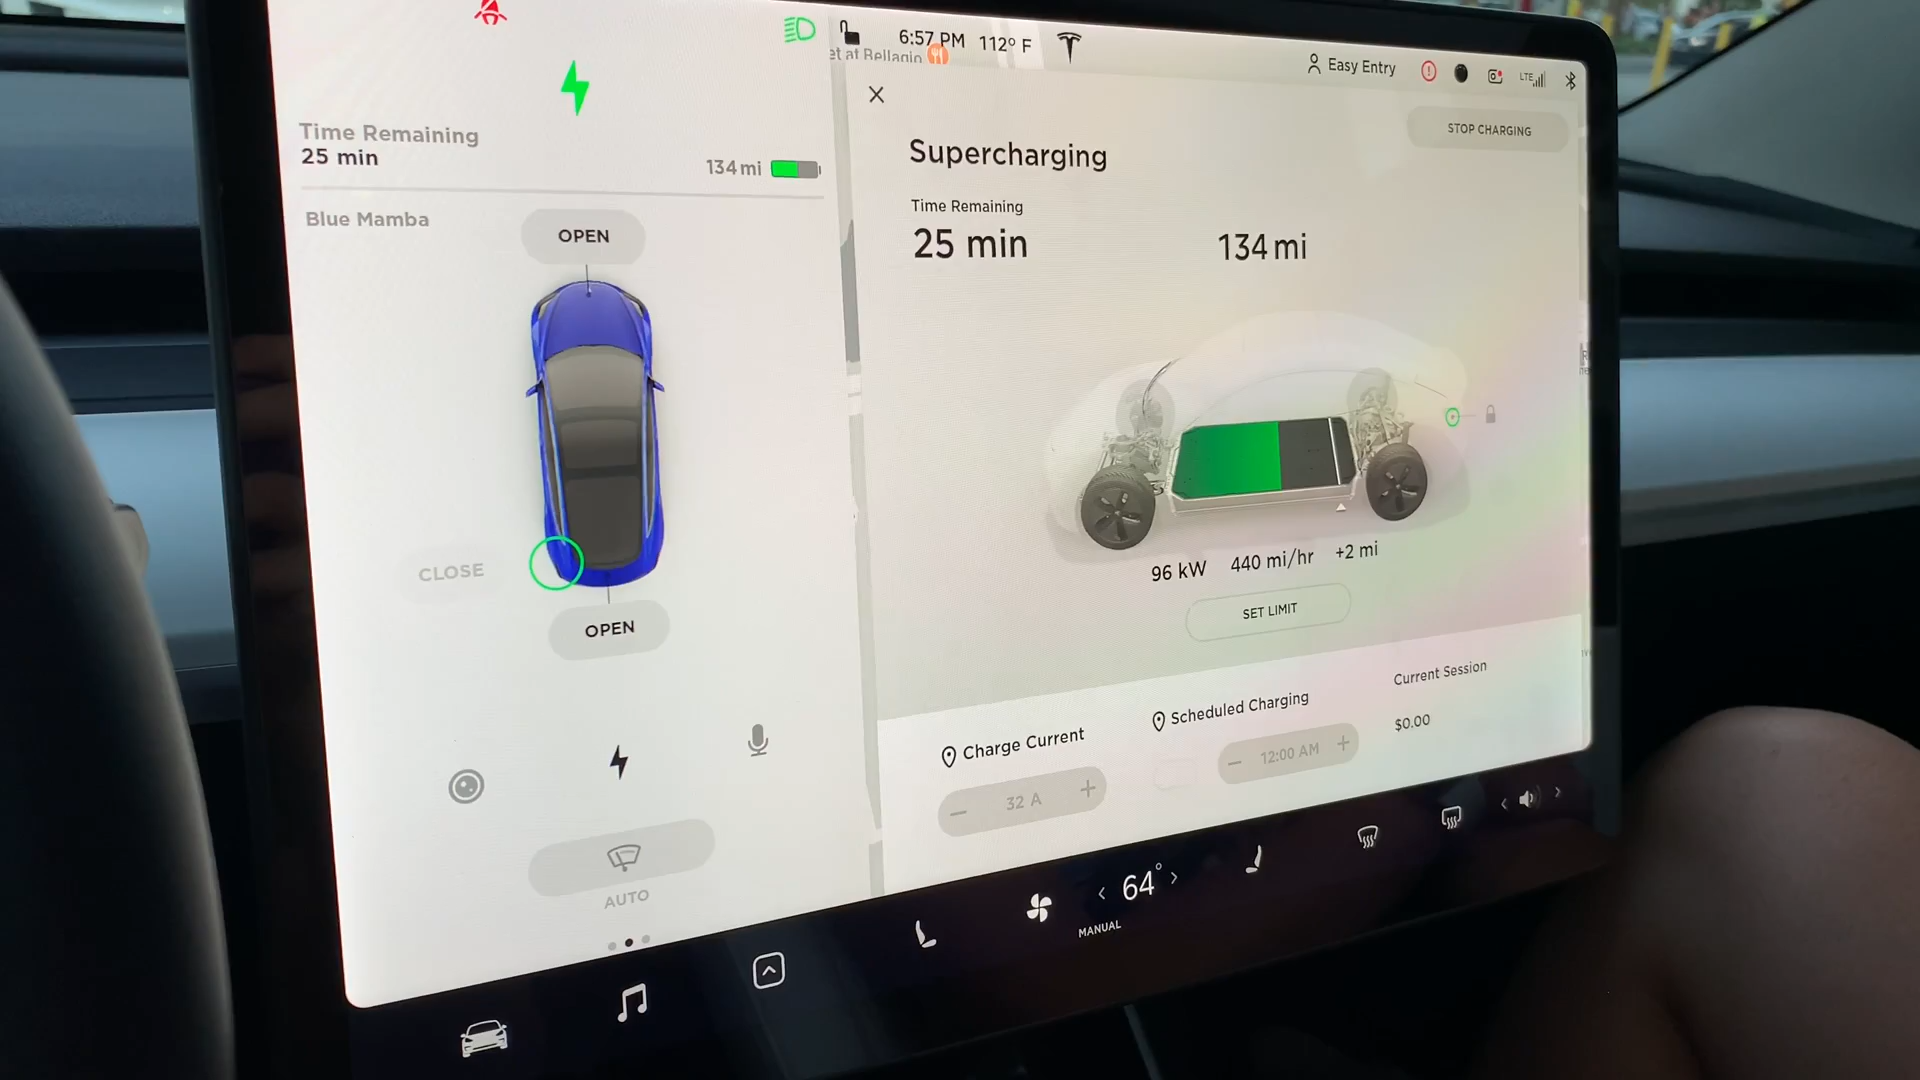 6:57 PM 112° F
et at Bellagio
Easy Entry
LTE
Time Remaining
25 min
134 mi
Blue Mamba
OPEN
CLOSE
OPEN
AUTO
STOP CHARGING
Supercharging
Time Remaining
25 min
134 mi
96 kW 440 mi/hr +2 mi
SET LIMIT
Charge Current
32 A
Scheduled Charging
12:00 AM
Current Session
$0.00
64°
MANUAL